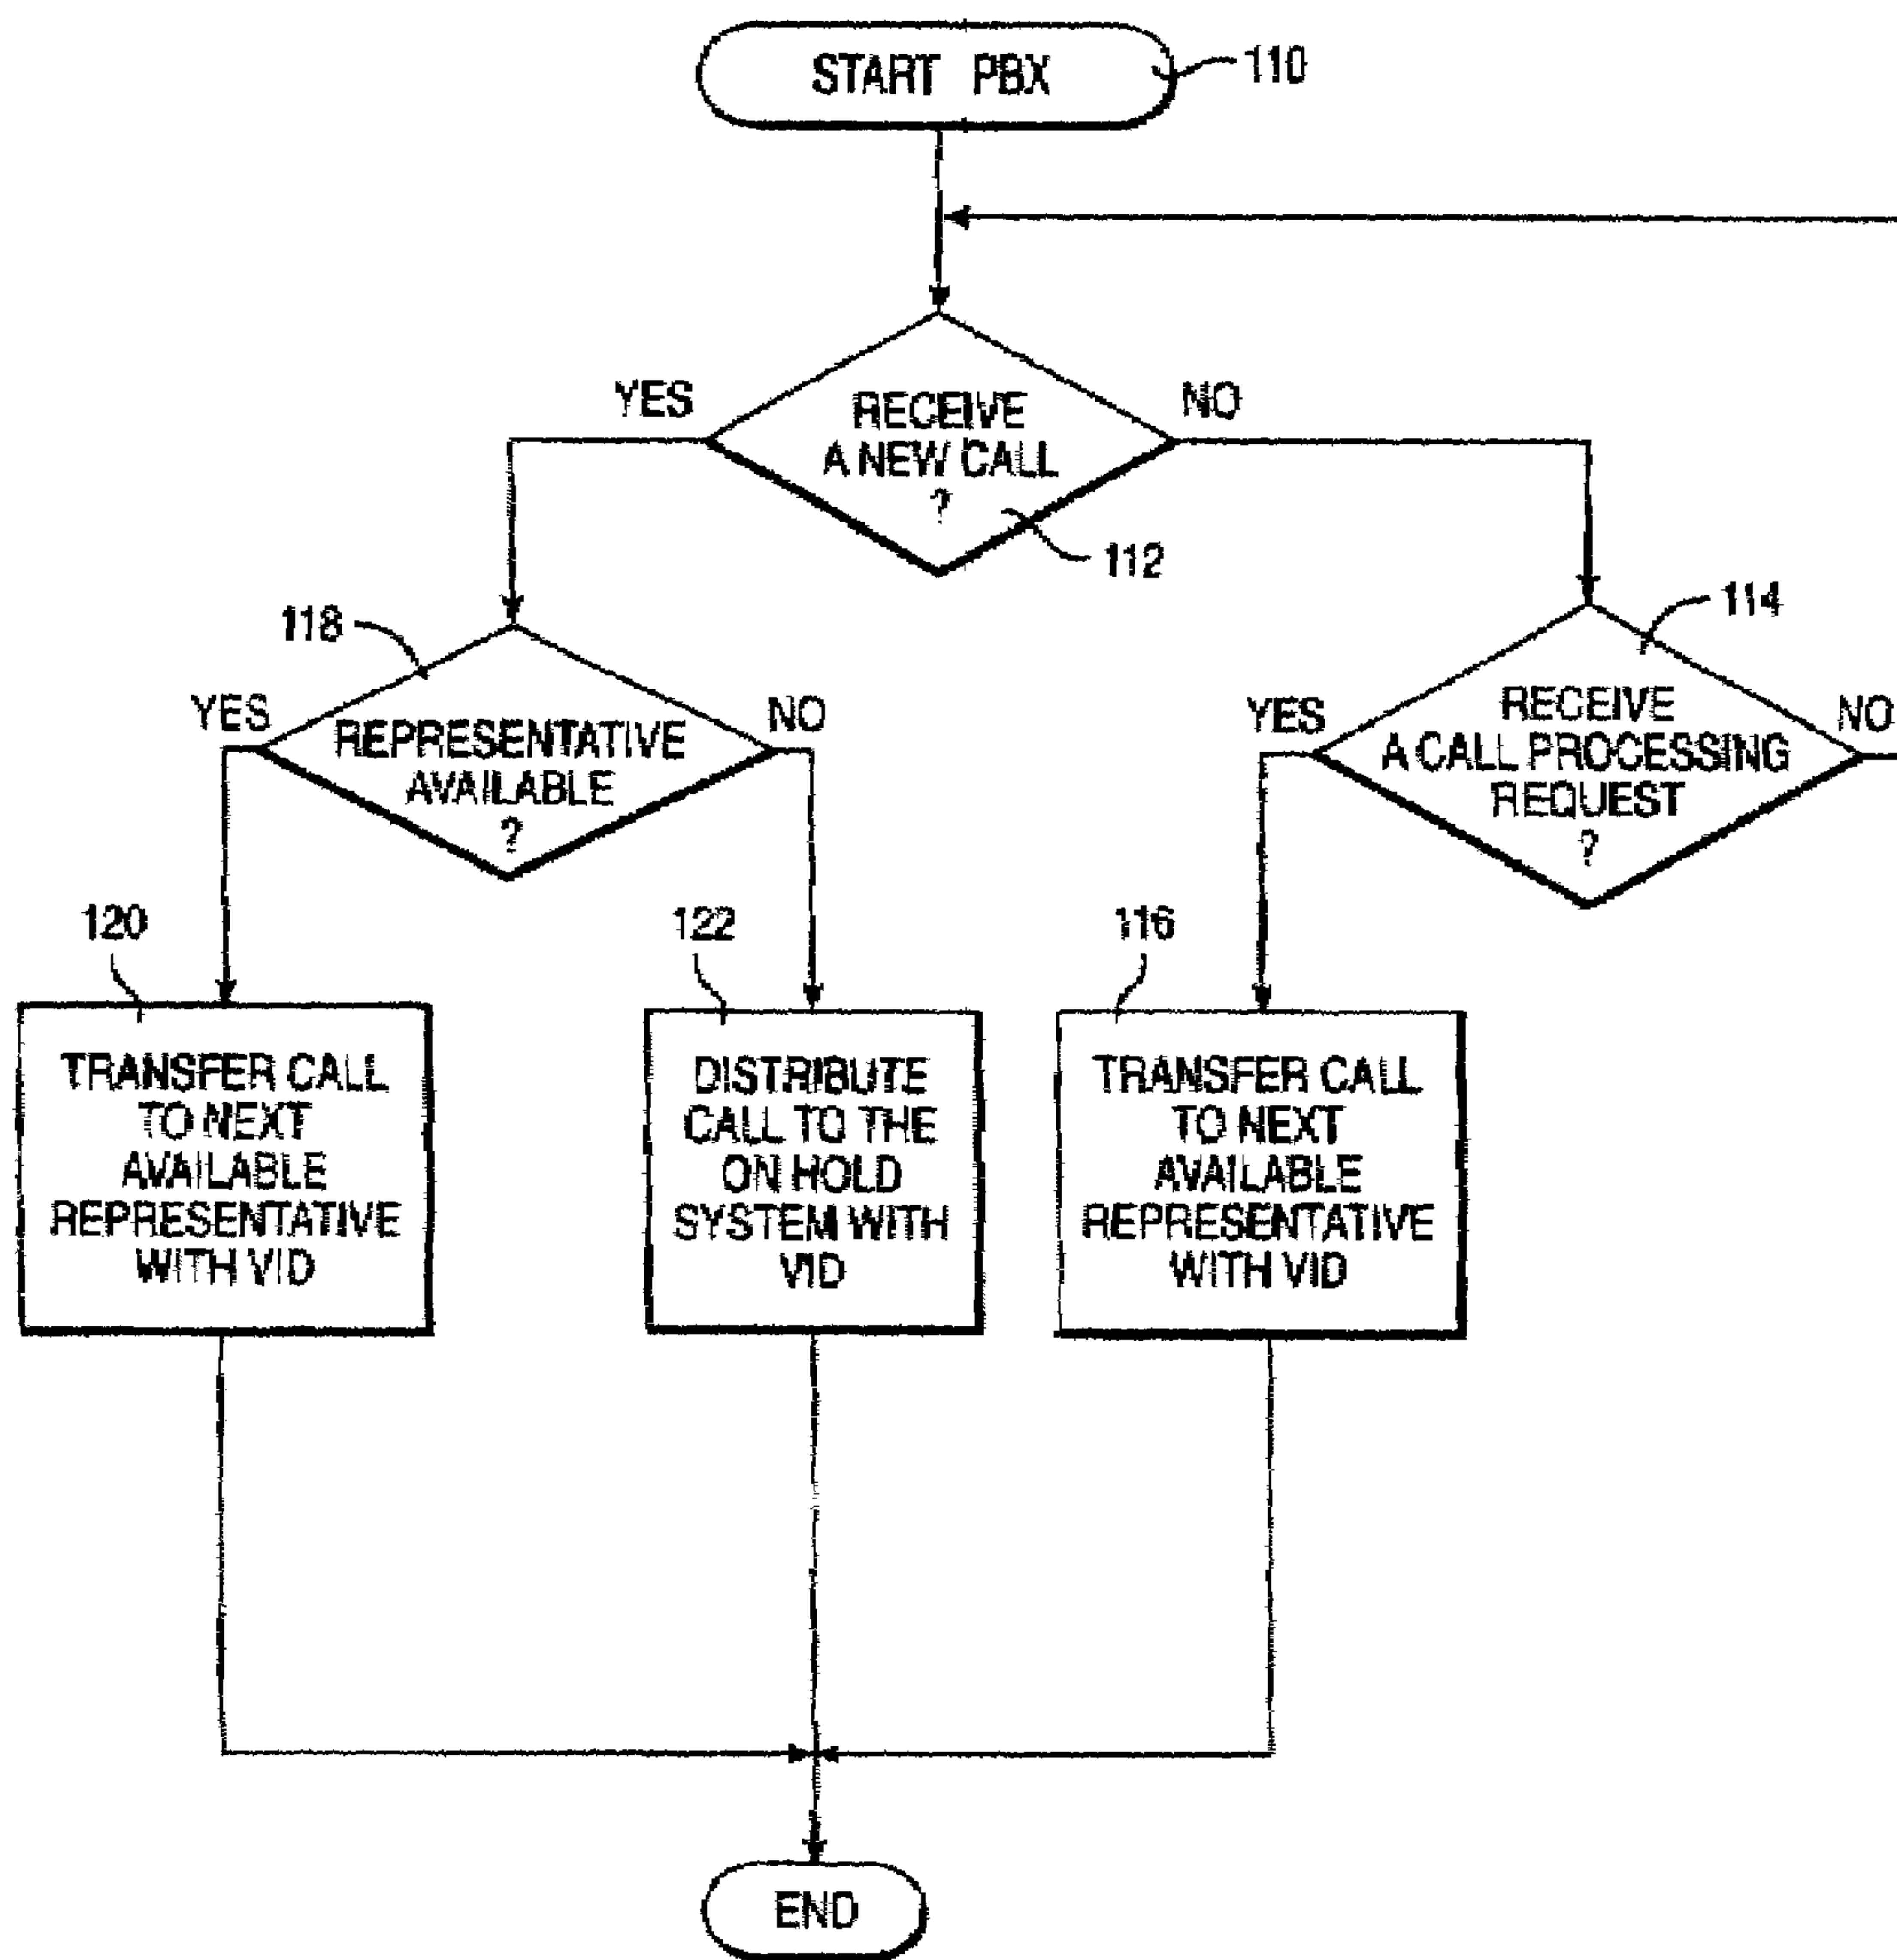 START PBX
110
YES
NO
RECEIVE
A NEW CALL
?
112
118
114
YES
NO
REPRESENTATIVE
AVAILABLE
?
YES
NO
RECEIVE
A CALL PROCESSING
REQUEST
?
120
122
116
TRANSFER CALL
TO NEXT
AVAILABLE
REPRESENTATIVE
WITH VID
DISTRIBUTE
CALL TO THE
ON HOLD
SYSTEM WITH
VID
TRANSFER CALL
TO NEXT
AVAILABLE
REPRESENTATIVE
WITH VID
END